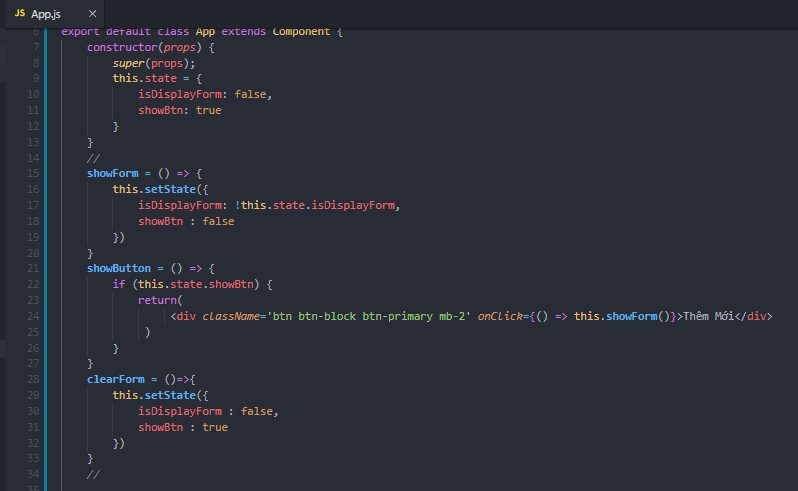 JS App.js ×
6 export default class App extends Component {
7 constructor(props) {
8 super(props);
9 this.state = {
10 isDisplayForm: false,
11 showBtn: true
12 }
13 }
14 //
15 showForm = () => {
16 this.setState({
17 isDisplayForm: !this.state.isDisplayForm,
18 showBtn : false
19 })
20 }
21 showButton = () => {
22 if (this.state.showBtn) {
23 return(
24 <div className='btn btn-block btn-primary mb-2' onClick={() => this.showForm()}>Thêm Mới</div>
25 )
26 }
27 }
28 clearForm = ()=>{
29 this.setState({
30 isDisplayForm : false,
31 showBtn : true
32 })
33 }
34 //
35